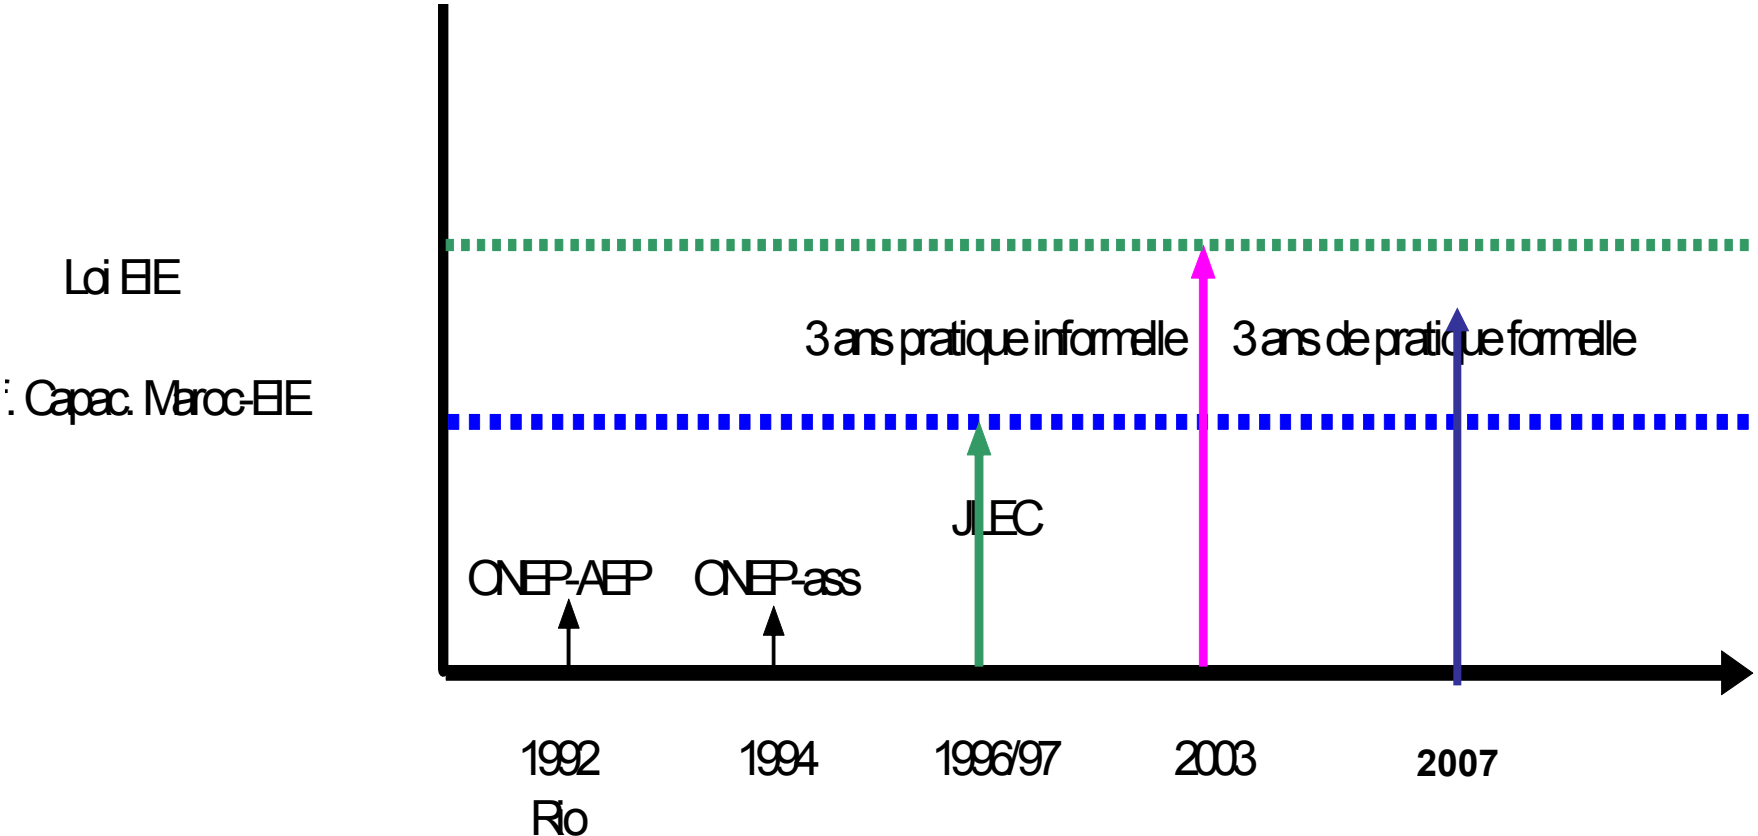 Loi EIE
3 ans pratique informelle
3 ans de pratique formelle
. Capac. Maroc-EIE
JLEC
ONEP-AEP
ONEP-ass
1992
1994
1996/97
2003
2007
Rio